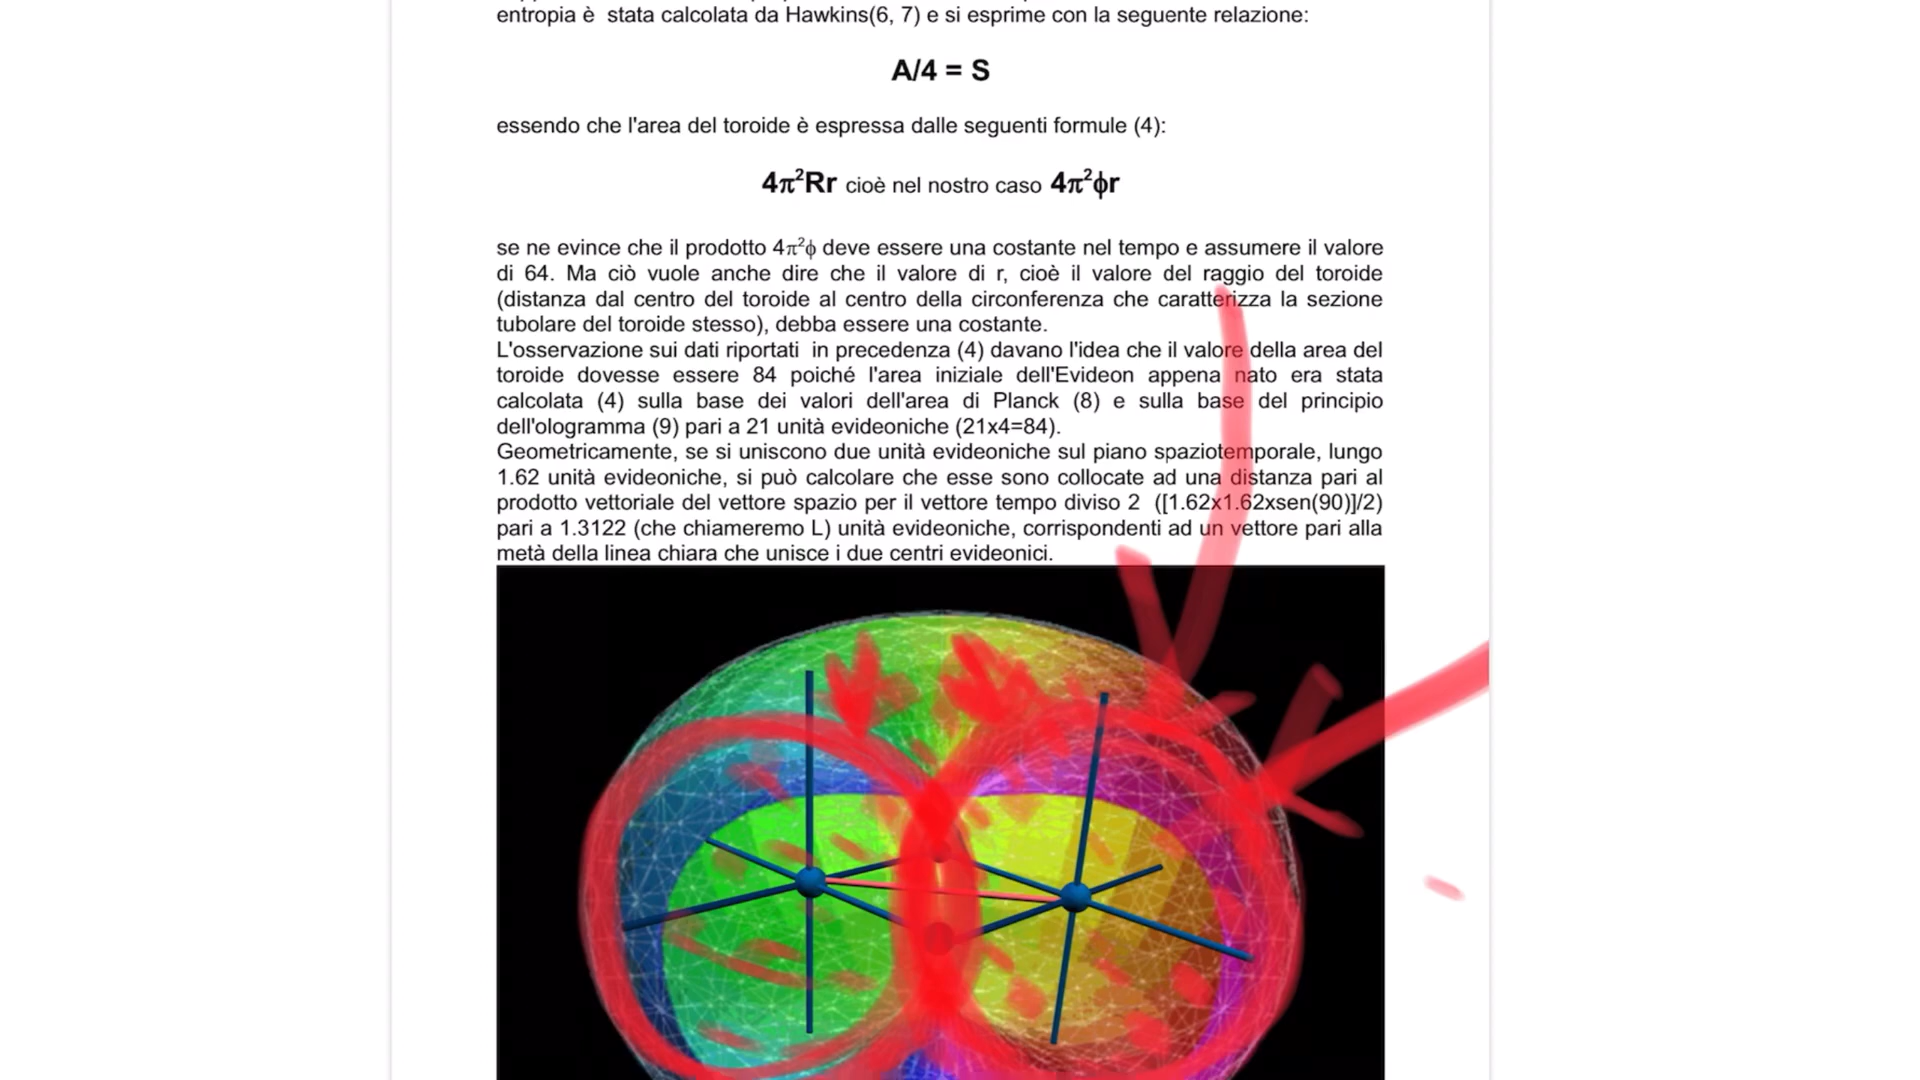 entropia è stata calcolata da Hawkins(6, 7) e si esprime con la seguente relazione:
A/4 = S
essendo che l'area del toroide è espressa dalle seguenti formule (4):
4π²Rr cioè nel nostro caso 4π²ϕr
se ne evince che il prodotto 4π²ϕ deve essere una costante nel tempo e assumere il valore
di 64. Ma ciò vuole anche dire che il valore di r, cioè il valore del raggio del toroide
(distanza dal centro del toroide al centro della circonferenza che caratterizza la sezione
tubolare del toroide stesso), debba essere una costante.
L'osservazione sui dati riportati in precedenza (4) davano l'idea che il valore della area del
toroide dovesse essere 84 poiché l'area iniziale dell'Evideon appena nato era stata
calcolata (4) sulla base dei valori dell'area di Planck (8) e sulla base del principio
dell'ologramma (9) pari a 21 unità evideoniche (21x4=84).
Geometricamente, se si uniscono due unità evideoniche sul piano spaziotemporale, lungo
1.62 unità evideoniche, si può calcolare che esse sono collocate ad una distanza pari al
prodotto vettoriale del vettore spazio per il vettore tempo diviso 2 ([1.62x1.62xsen(90)]/2)
pari a 1.3122 (che chiameremo L) unità evideoniche, corrispondenti ad un vettore pari alla
metà della linea chiara che unisce i due centri evideonici.